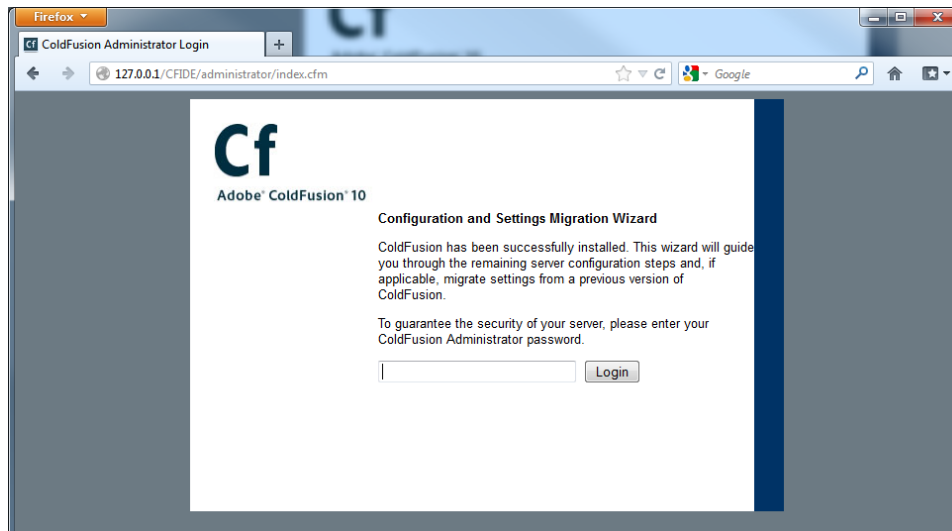 Firefox
Cf
ColdFusion Administrator Login
+
127.0.0.1/CFIDE/administrator/index.cfm
Google
Cf
Adobe® ColdFusion® 10
Configuration and Settings Migration Wizard
ColdFusion has been successfully installed. This wizard will guide
you through the remaining server configuration steps and, if
applicable, migrate settings from a previous version of
ColdFusion.
To guarantee the security of your server, please enter your
ColdFusion Administrator password.
Login